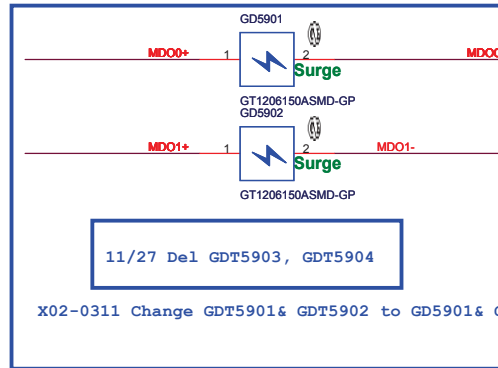 GD5901
MDO0+ 1 2 MDO0
Surge
GT1206150ASMD-GP
GD5902
MDO1+ 1 2 MDO1-
Surge
GT1206150ASMD-GP
11/27 Del GDT5903, GDT5904
X02-0311 Change GDT5901& GDT5902 to GD5901&